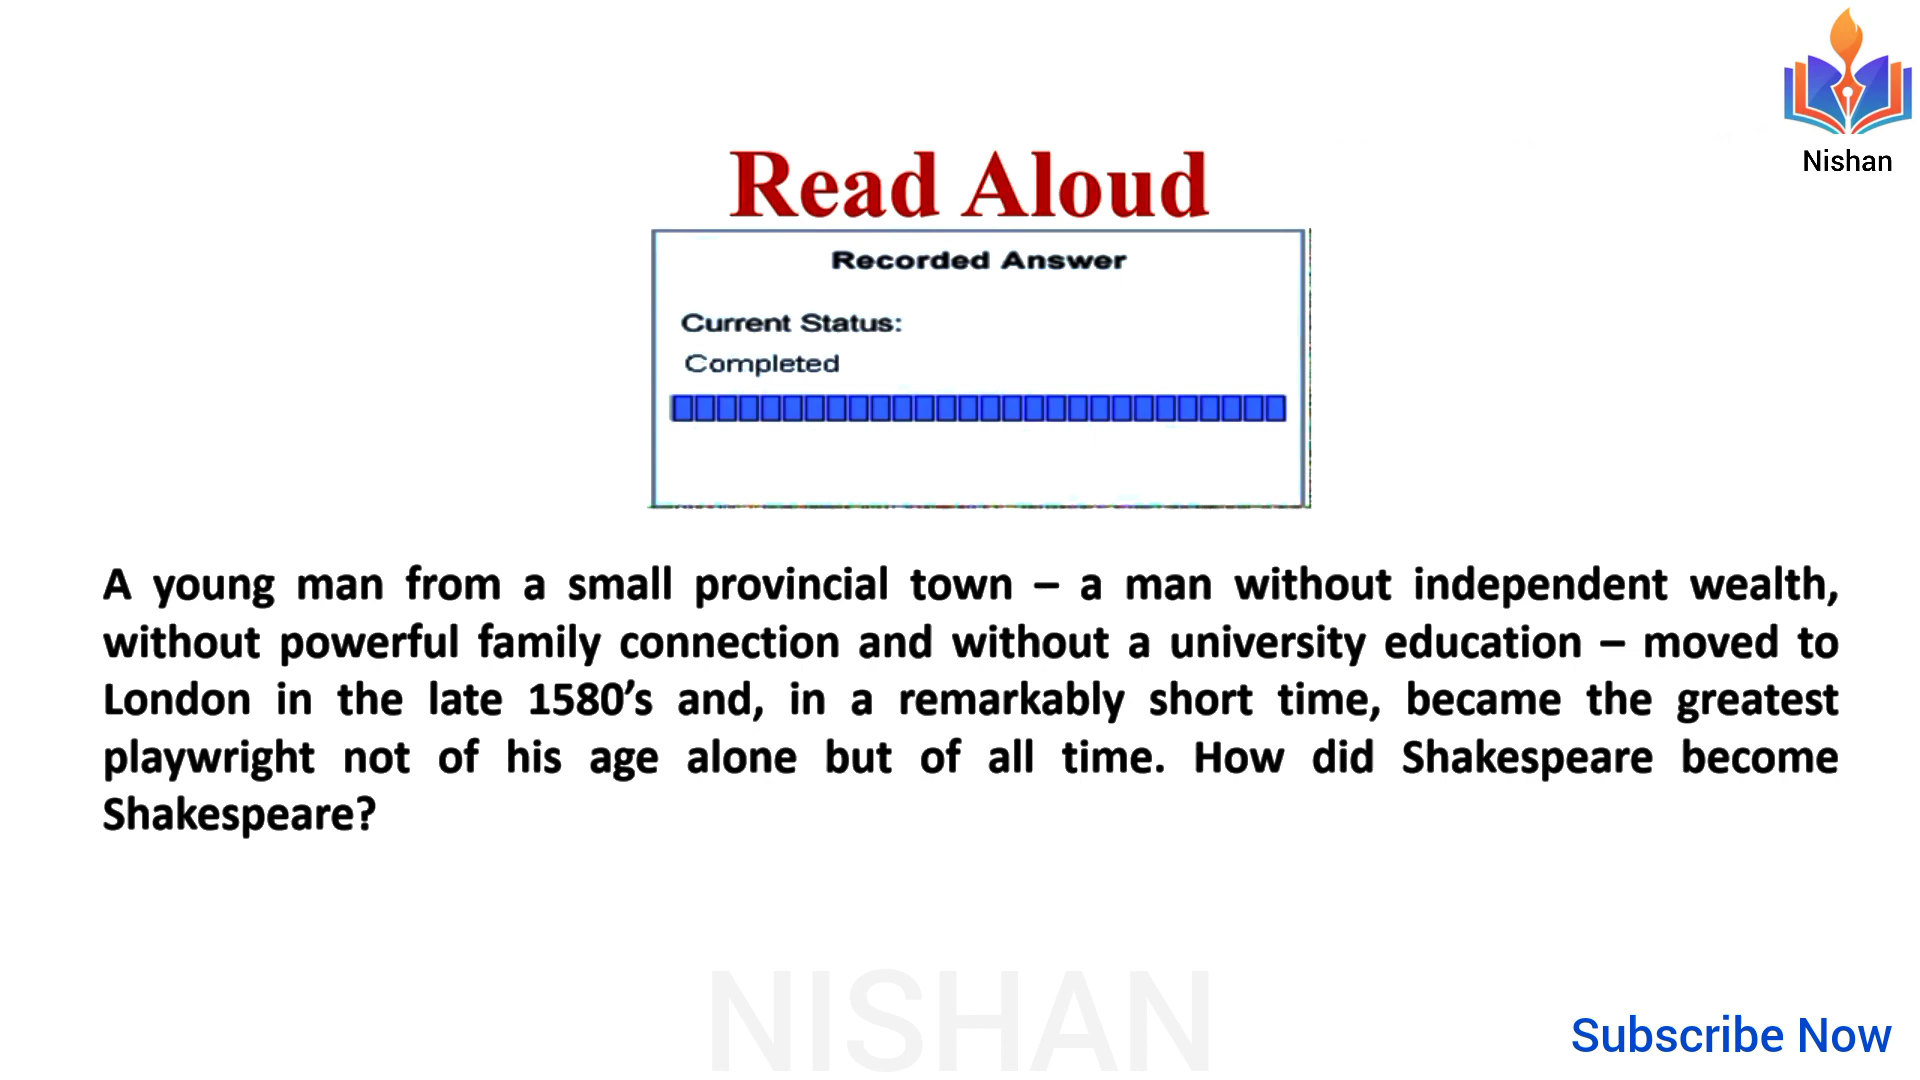 Nishan
Read Aloud
Recorded Answer
Current Status:
Completed
A young man from a small provincial town – a man without independent wealth,
without powerful family connection and without a university education – moved to
London in the late 1580’s and, in a remarkably short time, became the greatest
playwright not of his age alone but of all time. How did Shakespeare become
Shakespeare?
NISHAN
Subscribe Now